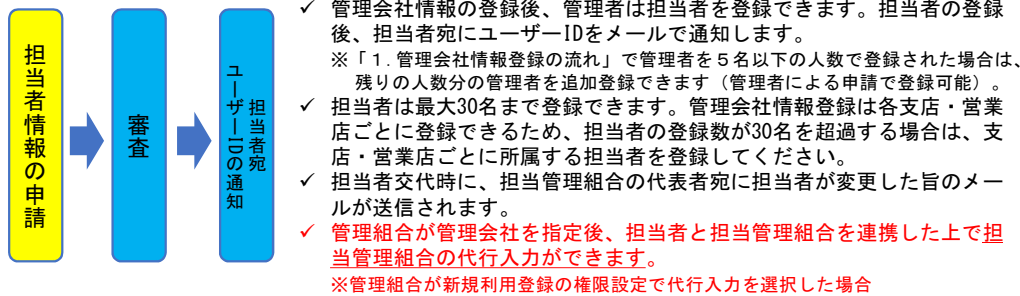 担当者情報の申請
審査
担当者宛
ユーザーIDの通知
✓ 管理会社情報の登録後、管理者は担当者を登録できます。担当者の登録
後、担当者宛にユーザーIDをメールで通知します。
※「１.管理会社情報登録の流れ」で管理者を５名以下の人数で登録された場合は、
残りの人数分の管理者を追加登録できます（管理者による申請で登録可能）。
✓ 担当者は最大30名まで登録できます。管理会社情報登録は各支店・営業
店ごとに登録できるため、担当者の登録数が30名を超過する場合は、支
店・営業店ごとに所属する担当者を登録してください。
✓ 担当者交代時に、担当管理組合の代表者宛に担当者が変更した旨のメー
ルが送信されます。
✓ 管理組合が管理会社を指定後、担当者と担当管理組合を連携した上で担
当管理組合の代行入力ができます。
※管理組合が新規利用登録の権限設定で代行入力を選択した場合